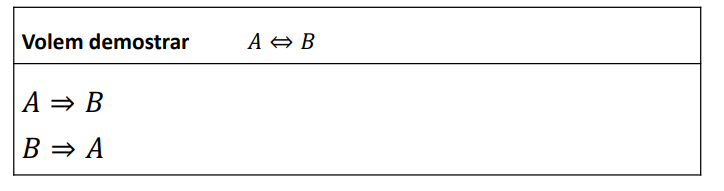 Volem demostrar A ⇔ B
A ⇒ B
B ⇒ A